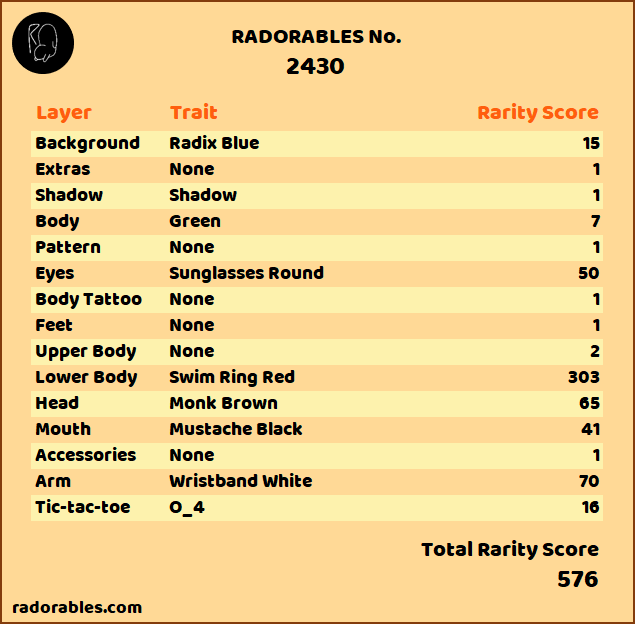 RADORABLES No.
2430
Layer Trait Rarity Score
Background Radix Blue 15
Extras None 1
Shadow Shadow 1
Body Green 7
Pattern None 1
Eyes Sunglasses Round 50
Body Tattoo None 1
Feet None 1
Upper Body None 2
Lower Body Swim Ring Red 303
Head Monk Brown 65
Mouth Mustache Black 41
Accessories None 1
Arm Wristband White 70
Tic-tac-toe O_4 16
Total Rarity Score
576
radorables.com